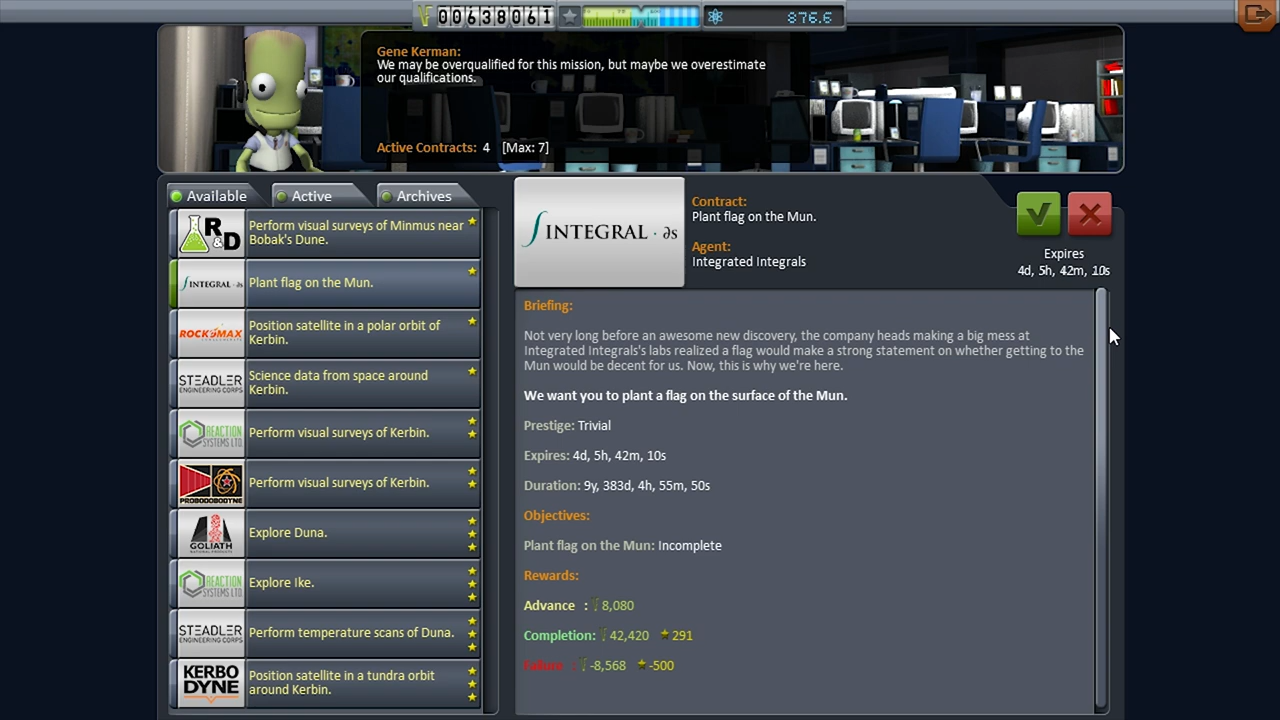 00638061
876.6
Gene Kerman:
We may be overqualified for this mission, but maybe we overestimate
our qualifications.
Active Contracts: 4 [Max: 7]
Available
Active
Archives
R&D
Perform visual surveys of Minmus near
Bobak's Dune.
INTEGRAL · ∂s
Plant flag on the Mun.
ROCKOMAX
Position satellite in a polar orbit of
Kerbin.
STEADLER
ENGINEERING CORPS
Science data from space around
Kerbin.
REACTION
SYSTEMS LTD
Perform visual surveys of Kerbin.
PROBODOBODYNE
Perform visual surveys of Kerbin.
GOLIATH
NATIONAL PRODUCTS
Explore Duna.
REACTION
SYSTEMS LTD
Explore Ike.
STEADLER
ENGINEERING CORPS
Perform temperature scans of Duna.
KERBO
DYNE
Position satellite in a tundra orbit
around Kerbin.
∫ INTEGRAL · ∂s
Contract:
Plant flag on the Mun.
Agent:
Integrated Integrals
Expires
4d, 5h, 42m, 10s
Briefing:
Not very long before an awesome new discovery, the company heads making a big mess at
Integrated Integrals's labs realized a flag would make a strong statement on whether getting to the
Mun would be decent for us. Now, this is why we're here.
We want you to plant a flag on the surface of the Mun.
Prestige: Trivial
Expires: 4d, 5h, 42m, 10s
Duration: 9y, 383d, 4h, 55m, 50s
Objectives:
Plant flag on the Mun: Incomplete
Rewards:
Advance : 8,080
Completion: 42,420 291
Failure : -8,568 -500